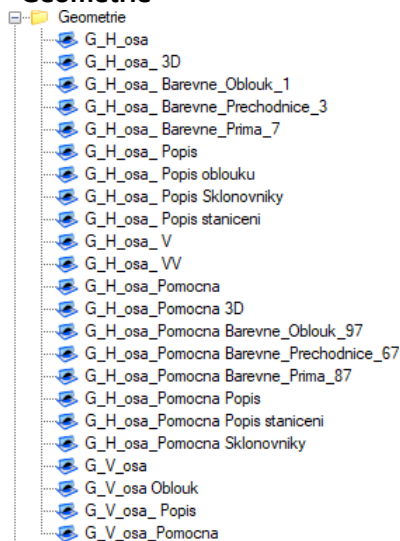 Geometrie
Geometrie
G_H_osa
G_H_osa_ 3D
G_H_osa_ Barevne_Oblouk_1
G_H_osa_ Barevne_Prechodnice_3
G_H_osa_ Barevne_Prima_7
G_H_osa_ Popis
G_H_osa_ Popis oblouku
G_H_osa_ Popis Sklonovniky
G_H_osa_ Popis staniceni
G_H_osa_ V
G_H_osa_ VV
G_H_osa_Pomocna
G_H_osa_Pomocna 3D
G_H_osa_Pomocna Barevne_Oblouk_97
G_H_osa_Pomocna Barevne_Prechodnice_67
G_H_osa_Pomocna Barevne_Prima_87
G_H_osa_Pomocna Popis
G_H_osa_Pomocna Popis staniceni
G_H_osa_Pomocna Sklonovniky
G_V_osa
G_V_osa Oblouk
G_V_osa_ Popis
G_V_osa_Pomocna